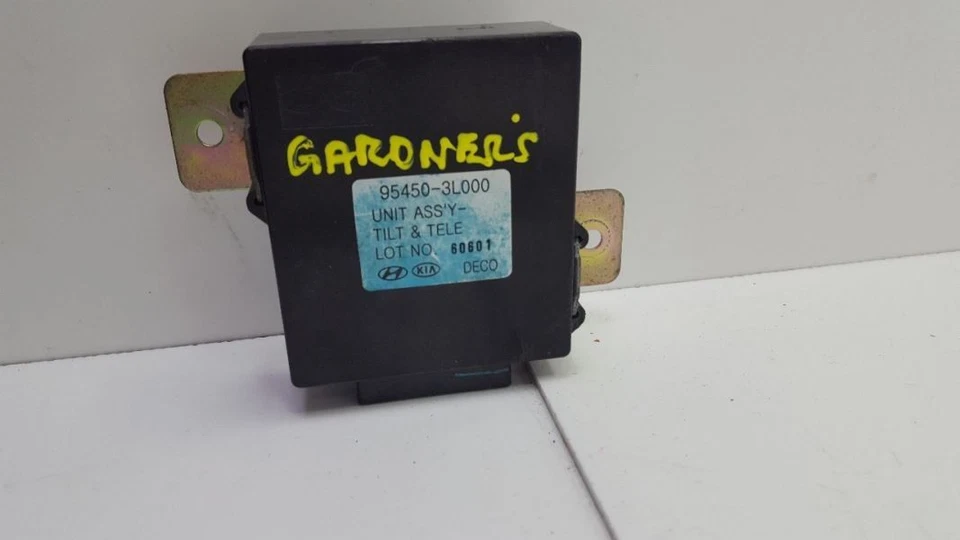 GARDNER'S
95450-3L000
UNIT ASS'Y-
TILT & TELE
LOT NO. 60601
KIA DECO